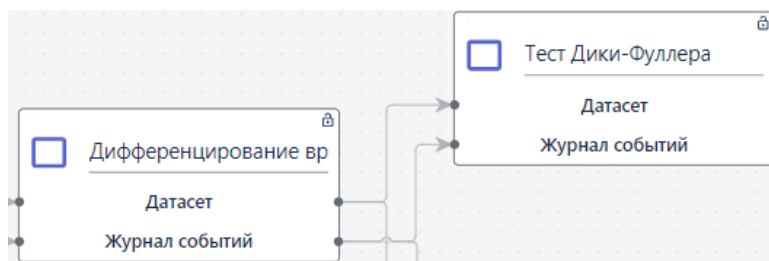 Тест Дики-Фуллера
Датасет
Журнал событий
Дифференцирование вр
Датасет
Журнал событий